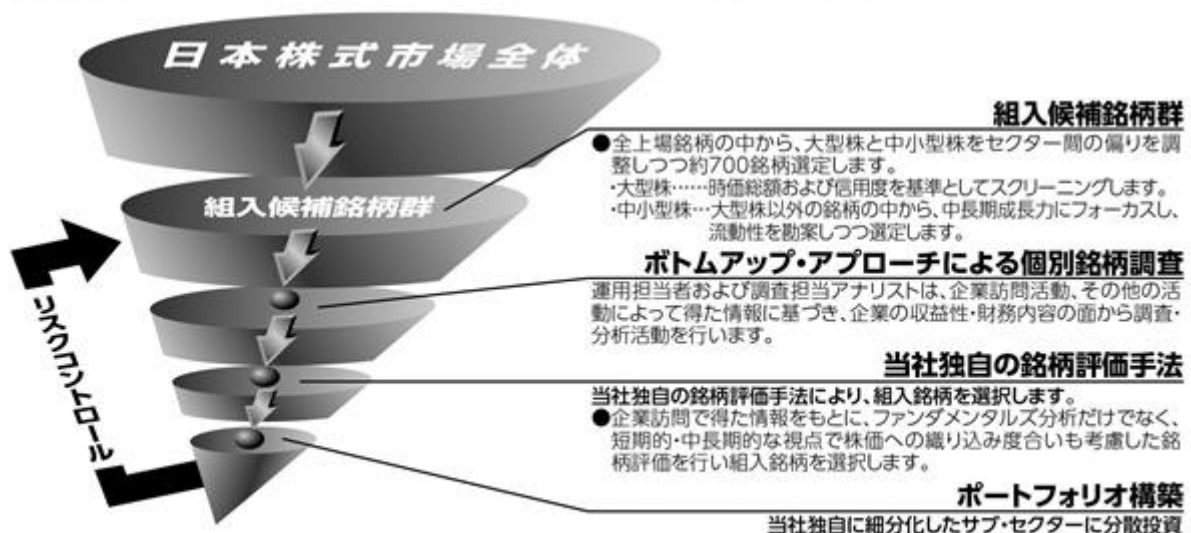 日本株式市場全体
組入候補銘柄群
リスクコントロール
組入候補銘柄群
●全上場銘柄の中から、大型株と中小型株をセクター間の偏りを調
整しつつ約700銘柄選定します。
・大型株……時価総額および信用度を基準としてスクリーニングします。
・中小型株…大型株以外の銘柄の中から、中長期成長力にフォーカスし、
流動性を勘案しつつ選定します。
ボトムアップ・アプローチによる個別銘柄調査
運用担当者および調査担当アナリストは、企業訪問活動、その他の活
動によって得た情報に基づき、企業の収益性・財務内容の面から調査・
分析活動を行います。
当社独自の銘柄評価手法
当社独自の銘柄評価手法により、組入銘柄を選択します。
●企業訪問で得た情報をもとに、ファンダメンタルズ分析だけでなく、
短期的・中長期的な視点で株価への織り込み度合いも考慮した銘
柄評価を行い組入銘柄を選択します。
ポートフォリオ構築
当社独自に細分化したサブ・セクターに分散投資